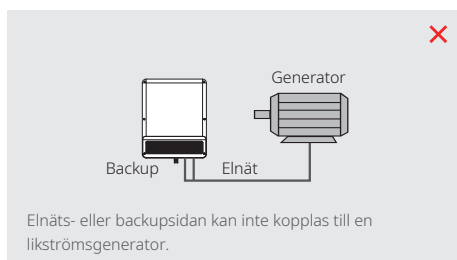 Generator
Backup Elnät
Elnäts- eller backupsidan kan inte kopplas till en
likströmsgenerator.